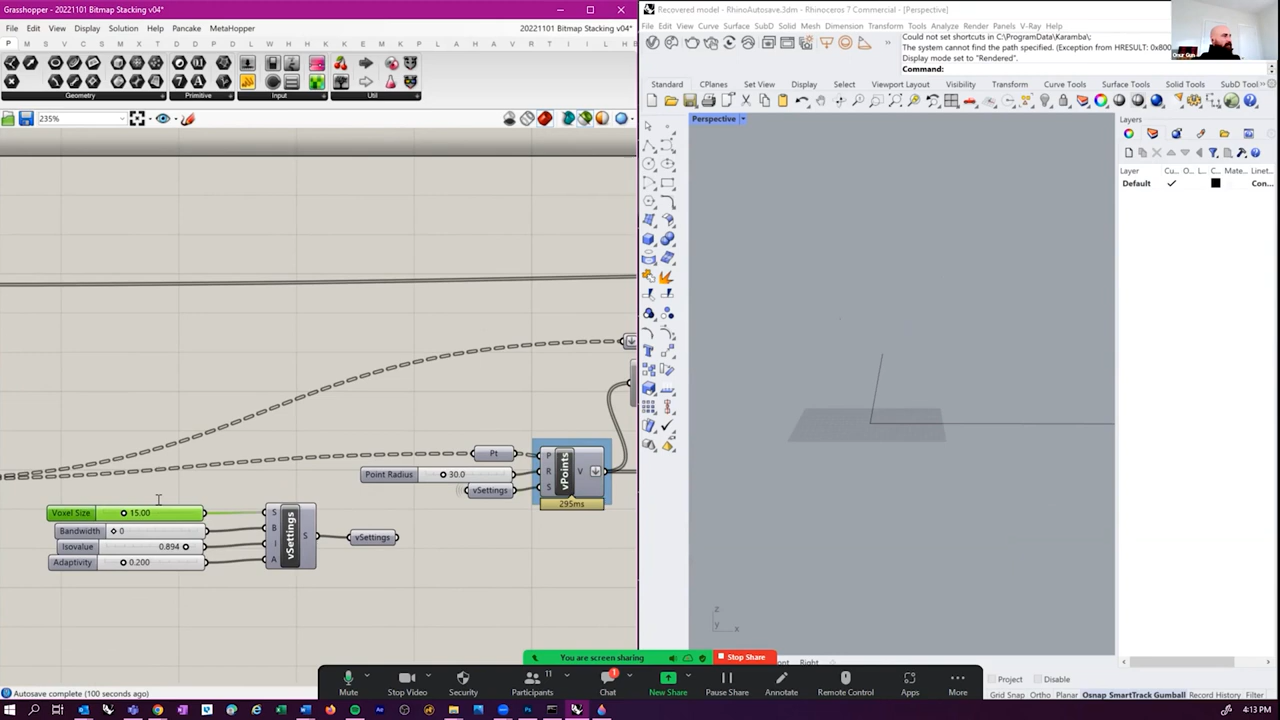 Grasshopper - 20221101 Bitmap Stacking v04*
File Edit View Display Solution Help Pancake MetaHopper
20221101 Bitmap Stacking v04*
P
Geometry
Primitive
Input
Util
235%
Pt
Point Radius 30.0
vSettings
P
R
S
vPoints
V
295ms
Voxel Size 15.00
Bandwidth 0
Isovalue 0.894
Adaptivity 0.200
S
B
I
A
vSettings
S
vSettings
Autosave complete (100 seconds ago)
Recovered model - RhinoAutosave.3dm - Rhinoceros 7 Commercial - [Perspective]
File Edit View Curve Surface SubD Solid Mesh Dimension Transform Tools Analyze Render Panels V-Ray Help
Could not set shortcuts in C:\ProgramData\Karamba\;
The system cannot find the path specified. (Exception from HRESULT: 0x800
Display mode set to "Rendered".
Command:
Standard CPlanes Set View Display Select Viewport Layout Visibility Transform Curve Tools Surface Tools Solid Tools SubD Tool
Perspective
z
y x
Layers
Layer Cu... O... L... C... Mate... Linet...
Default Con...
Right
Project Disable
Grid Snap Ortho Planar Osnap SmartTrack Gumball Record History Filter
You are screen sharing Stop Share
Mute
Stop Video
Security
Participants 11
Chat 1
New Share
Pause Share
Annotate
Remote Control
Apps
More
4:13 PM